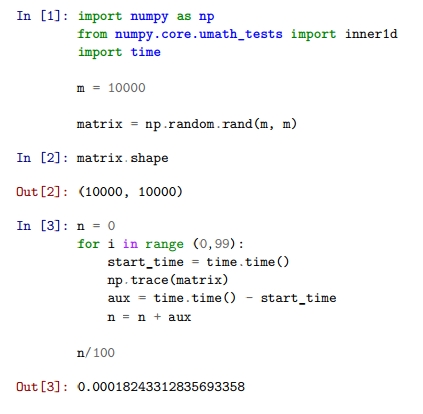 In [1]: import numpy as np
from numpy.core.umath_tests import inner1d
import time
m = 10000
matrix = np.random.rand(m, m)
In [2]: matrix.shape
Out[2]: (10000, 10000)
In [3]: n = 0
for i in range (0,99):
start_time = time.time()
np.trace(matrix)
aux = time.time() - start_time
n = n + aux
n/100
Out[3]: 0.00018243312835693358